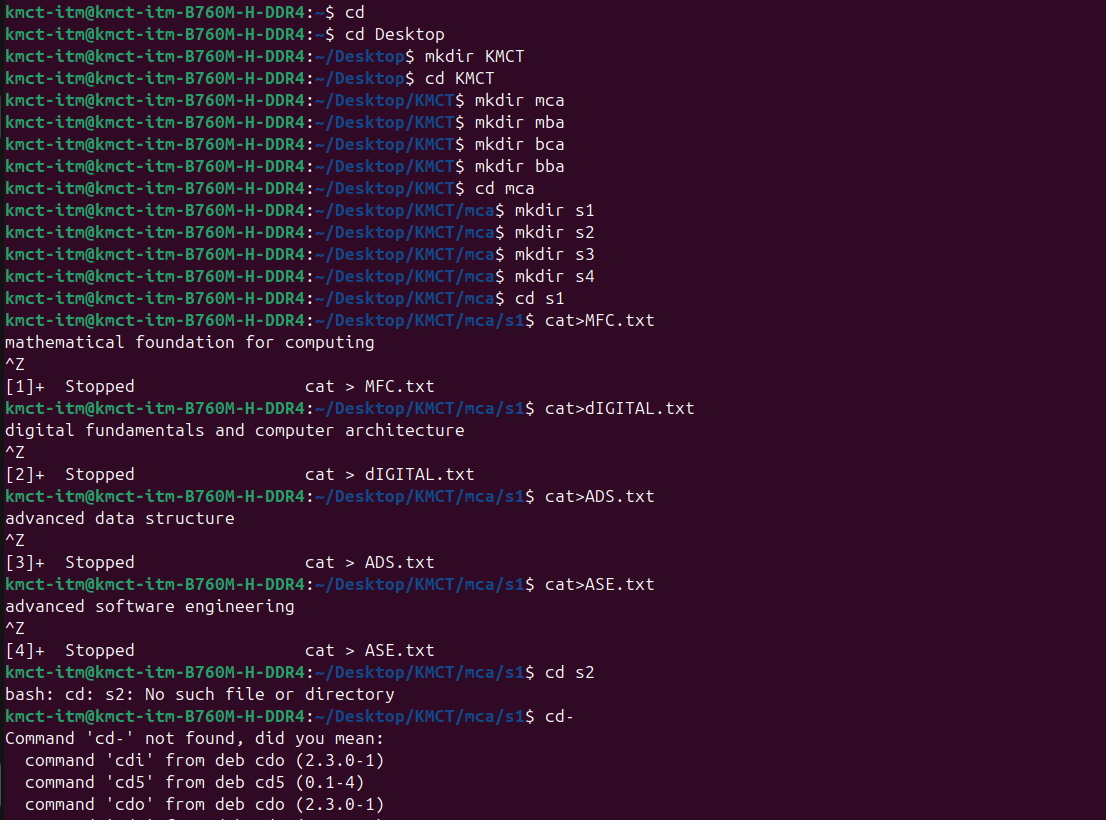 kmct-itm@kmct-itm-B760M-H-DDR4:~$ cd
kmct-itm@kmct-itm-B760M-H-DDR4:~$ cd Desktop
kmct-itm@kmct-itm-B760M-H-DDR4:~/Desktop$ mkdir KMCT
kmct-itm@kmct-itm-B760M-H-DDR4:~/Desktop$ cd KMCT
kmct-itm@kmct-itm-B760M-H-DDR4:~/Desktop/KMCT$ mkdir mca
kmct-itm@kmct-itm-B760M-H-DDR4:~/Desktop/KMCT$ mkdir mba
kmct-itm@kmct-itm-B760M-H-DDR4:~/Desktop/KMCT$ mkdir bca
kmct-itm@kmct-itm-B760M-H-DDR4:~/Desktop/KMCT$ mkdir bba
kmct-itm@kmct-itm-B760M-H-DDR4:~/Desktop/KMCT$ cd mca
kmct-itm@kmct-itm-B760M-H-DDR4:~/Desktop/KMCT/mca$ mkdir s1
kmct-itm@kmct-itm-B760M-H-DDR4:~/Desktop/KMCT/mca$ mkdir s2
kmct-itm@kmct-itm-B760M-H-DDR4:~/Desktop/KMCT/mca$ mkdir s3
kmct-itm@kmct-itm-B760M-H-DDR4:~/Desktop/KMCT/mca$ mkdir s4
kmct-itm@kmct-itm-B760M-H-DDR4:~/Desktop/KMCT/mca$ cd s1
kmct-itm@kmct-itm-B760M-H-DDR4:~/Desktop/KMCT/mca/s1$ cat>MFC.txt
mathematical foundation for computing
^Z
[1]+  Stopped                 cat > MFC.txt
kmct-itm@kmct-itm-B760M-H-DDR4:~/Desktop/KMCT/mca/s1$ cat>dIGITAL.txt
digital fundamentals and computer architecture
^Z
[2]+  Stopped                 cat > dIGITAL.txt
kmct-itm@kmct-itm-B760M-H-DDR4:~/Desktop/KMCT/mca/s1$ cat>ADS.txt
advanced data structure
^Z
[3]+  Stopped                 cat > ADS.txt
kmct-itm@kmct-itm-B760M-H-DDR4:~/Desktop/KMCT/mca/s1$ cat>ASE.txt
advanced software engineering
^Z
[4]+  Stopped                 cat > ASE.txt
kmct-itm@kmct-itm-B760M-H-DDR4:~/Desktop/KMCT/mca/s1$ cd s2
bash: cd: s2: No such file or directory
kmct-itm@kmct-itm-B760M-H-DDR4:~/Desktop/KMCT/mca/s1$ cd-
Command 'cd-' not found, did you mean:
  command 'cdi' from deb cdo (2.3.0-1)
  command 'cd5' from deb cd5 (0.1-4)
  command 'cdo' from deb cdo (2.3.0-1)